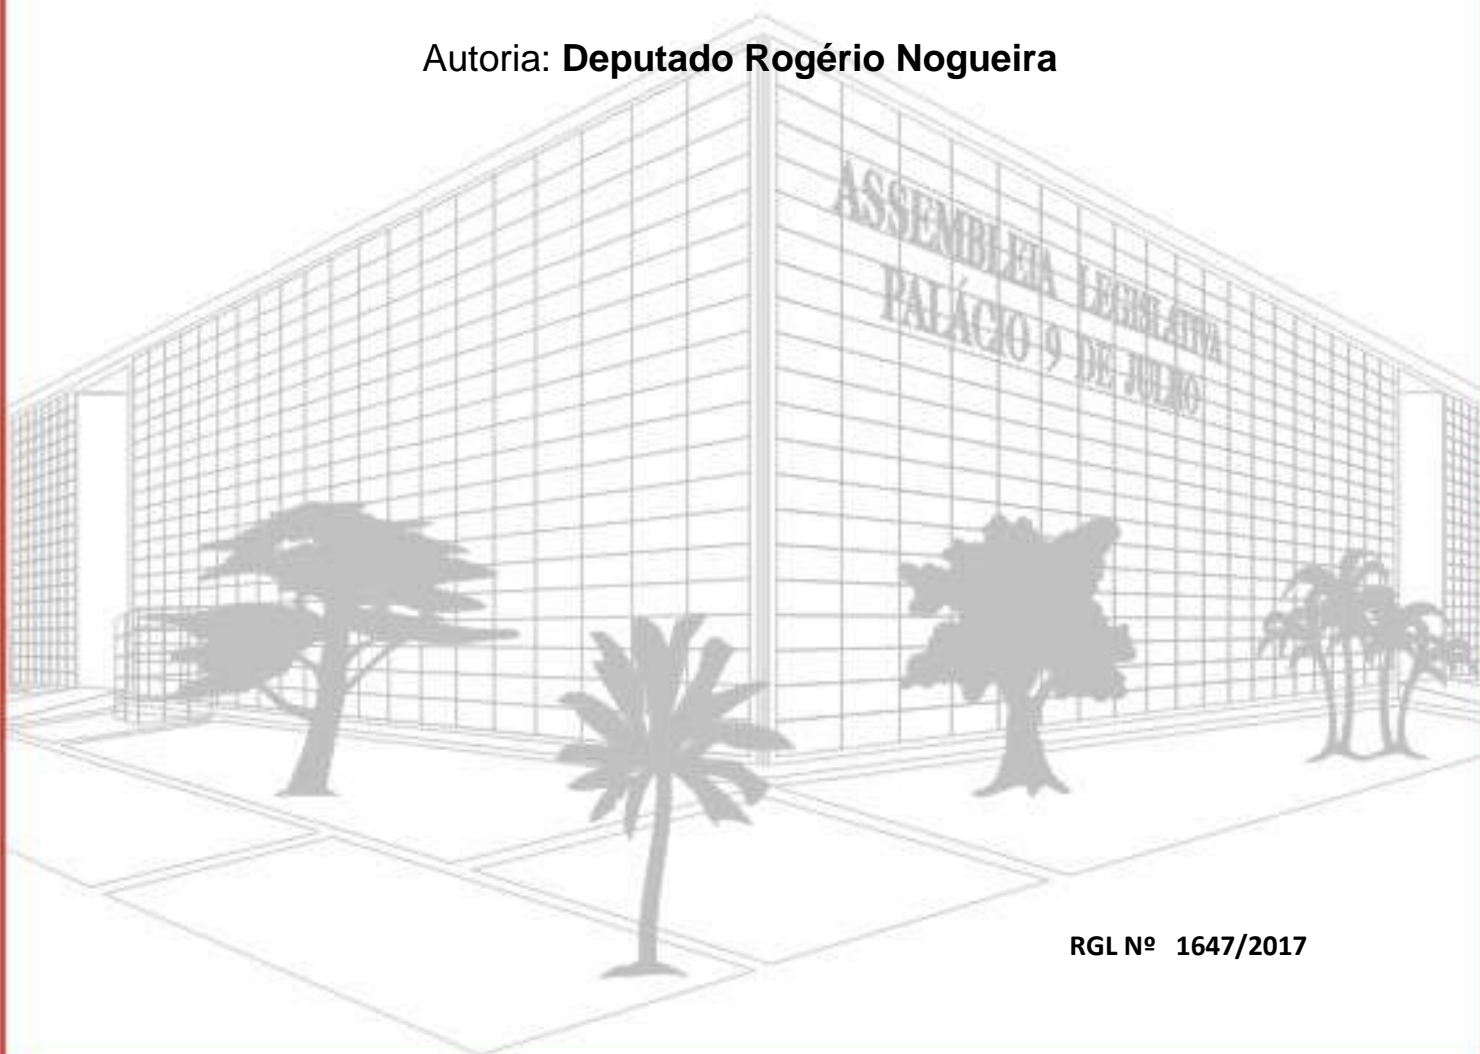 Autoria: Deputado Rogério Nogueira
ASSEMBLEIA LEGISLATIVA
PALÁCIO 9 DE JULHO
RGL Nº 1647/2017